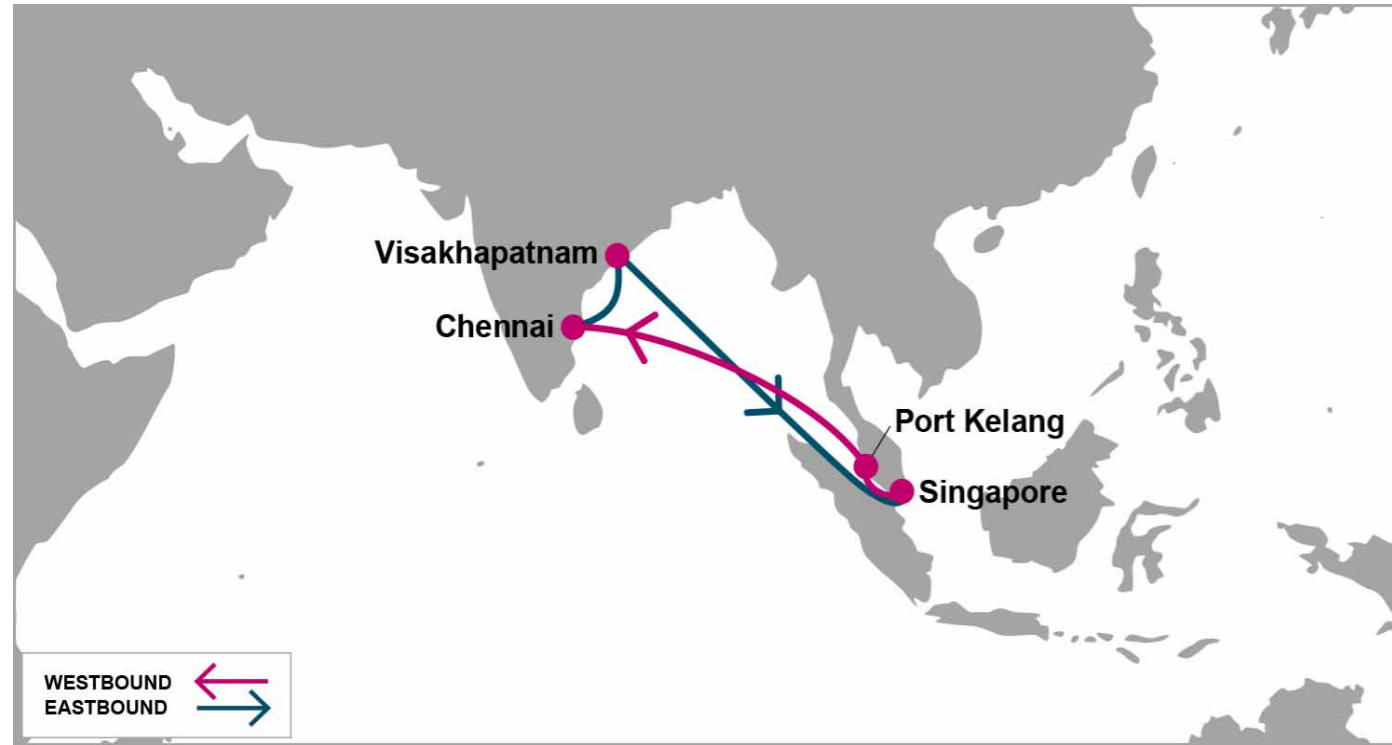 Visakhapatnam
Chennai
Port Kelang
Singapore
WESTBOUND
EASTBOUND